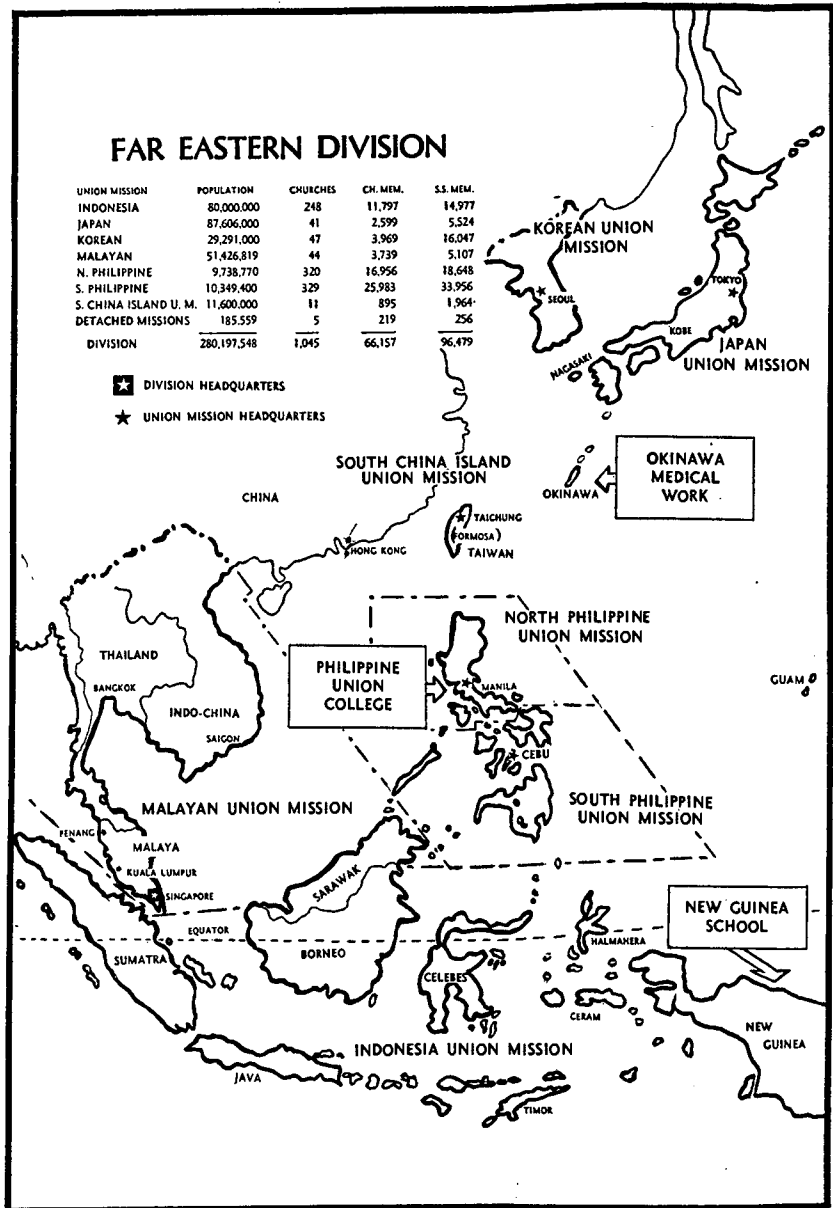 FAR EASTERN DIVISION
UNION MISSION POPULATION CHURCHES CH. MEM. S.S. MEM.
INDONESIA 80,000,000 248 11,797 14,977
JAPAN 87,606,000 41 2,599 5,524
KOREAN 29,291,000 47 3,969 16,047
MALAYAN 51,426,819 44 3,739 5,107
N. PHILIPPINE 9,738,770 320 16,956 18,648
S. PHILIPPINE 10,349,400 329 25,983 33,956
S. CHINA ISLAND U. M. 11,600,000 11 895 1,964
DETACHED MISSIONS 185,559 5 219 256
DIVISION 280,197,548 1,045 66,157 96,479
DIVISION HEADQUARTERS
UNION MISSION HEADQUARTERS
KOREAN UNION
MISSION
SEOUL
TOKYO
KOBE
NAGASAKI
JAPAN
UNION MISSION
SOUTH CHINA ISLAND
UNION MISSION
OKINAWA
MEDICAL
WORK
OKINAWA
CHINA
HONG KONG
TAICHUNG
(FORMOSA)
TAIWAN
NORTH PHILIPPINE
UNION MISSION
THAILAND
BANGKOK
INDO-CHINA
SAIGON
PHILIPPINE
UNION
COLLEGE
MANILA
GUAM
CEBU
SOUTH PHILIPPINE
UNION MISSION
MALAYAN UNION MISSION
PENANG
MALAYA
KUALA LUMPUR
SINGAPORE
SARAWAK
NEW GUINEA
SCHOOL
EQUATOR
SUMATRA
BORNEO
CELEBES
HALMAHERA
CERAM
NEW
GUINEA
INDONESIA UNION MISSION
JAVA
TIMOR